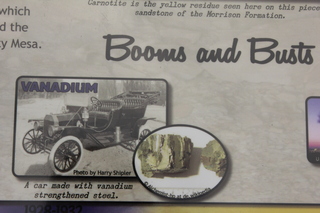 which
Carnotite is the yellow residue seen here on this piece
sandstone of the Morrison Formation.
d the
y Mesa.
Booms and Busts
VANADIUM
Photo by Harry Shipler
A car made with vanadium
strengthened steel.